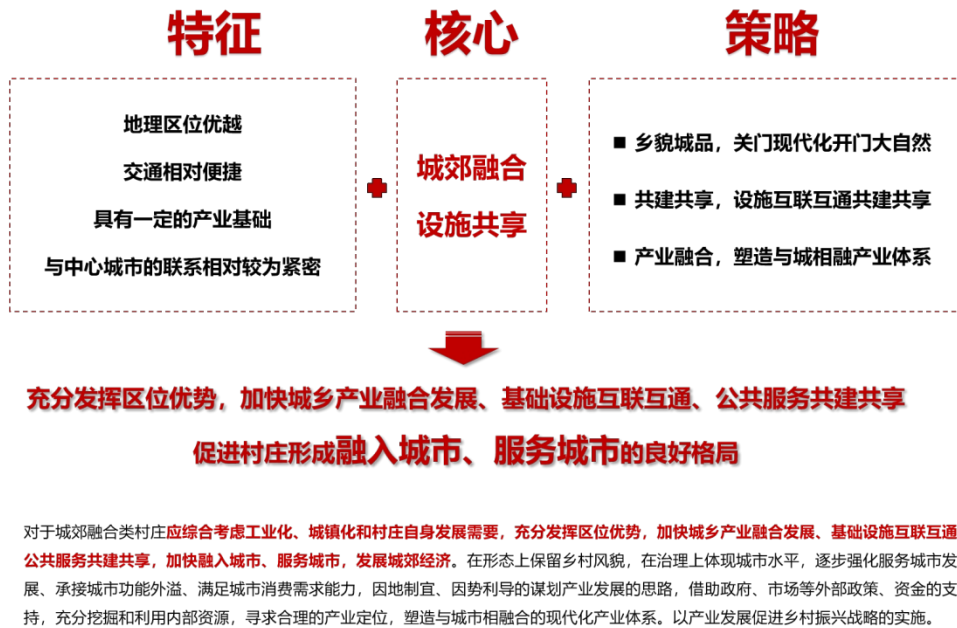 特征
核心
策略
地理区位优越
交通相对便捷
具有一定的产业基础
与中心城市的联系相对较为紧密
城郊融合
设施共享
■ 乡貌城品，关门现代化开门大自然
■ 共建共享，设施互联互通共建共享
■ 产业融合，塑造与城相融产业体系
充分发挥区位优势，加快城乡产业融合发展、基础设施互联互通、公共服务共建共享
促进村庄形成融入城市、服务城市的良好格局
对于城郊融合类村庄应综合考虑工业化、城镇化和村庄自身发展需要，充分发挥区位优势，加快城乡产业融合发展、基础设施互联互通
公共服务共建共享，加快融入城市、服务城市，发展城郊经济。在形态上保留乡村风貌，在治理上体现城市水平，逐步强化服务城市发
展、承接城市功能外溢、满足城市消费需求能力，因地制宜、因势利导的谋划产业发展的思路，借助政府、市场等外部政策、资金的支
持，充分挖掘和利用内部资源，寻求合理的产业定位，塑造与城市相融合的现代化产业体系。以产业发展促进乡村振兴战略的实施。